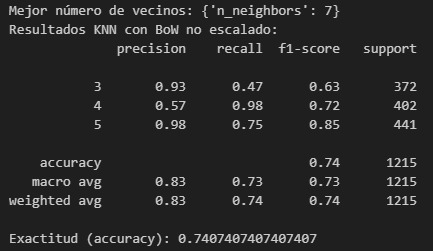 Mejor número de vecinos: {'n_neighbors': 7}
Resultados KNN con BoW no escalado:
precision recall f1-score support
3 0.93 0.47 0.63 372
4 0.57 0.98 0.72 402
5 0.98 0.75 0.85 441
accuracy 0.74 1215
macro avg 0.83 0.73 0.73 1215
weighted avg 0.83 0.74 0.74 1215
Exactitud (accuracy): 0.7407407407407407